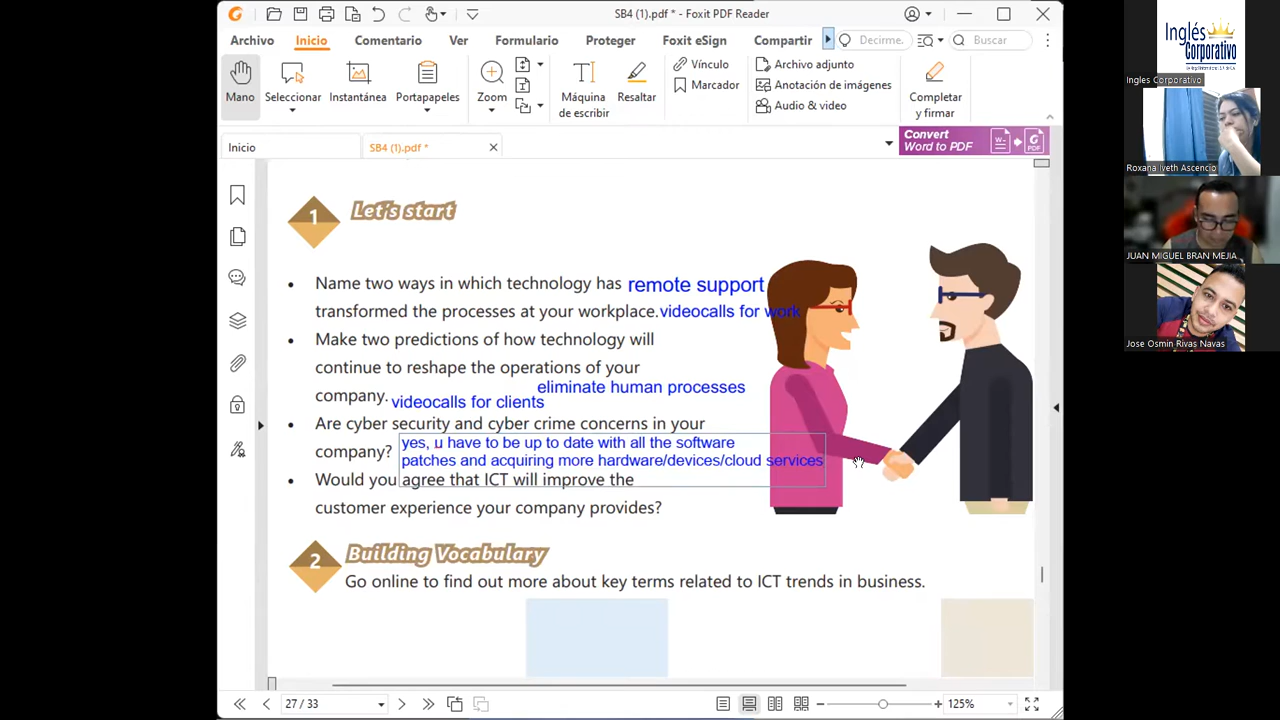 SB4 (1).pdf * - Foxit PDF Reader
Archivo Inicio Comentario Ver Formulario Proteger Foxit eSign Compartir Decirme. Buscar
Mano Seleccionar Instantánea Portapapeles Zoom Máquina de escribir Resaltar Vínculo Marcador Archivo adjunto Anotación de imágenes Audio & video Completar y firmar
Inicio SB4 (1).pdf * Convert Word to PDF
1 Let's start
• Name two ways in which technology has remote support
transformed the processes at your workplace. videocalls for work
• Make two predictions of how technology will
continue to reshape the operations of your
eliminate human processes
company. videocalls for clients
• Are cyber security and cyber crime concerns in your
yes, u have to be up to date with all the software
company? patches and acquiring more hardware/devices/cloud services
• Would you agree that ICT will improve the
customer experience your company provides?
2 Building Vocabulary
Go online to find out more about key terms related to ICT trends in business.
27 / 33 125%
Inglés
Corporativo
Ingles Corporativo
Roxana Iveth Ascencio
JUAN MIGUEL BRAN MEJIA
Jose Osmin Rivas Navas